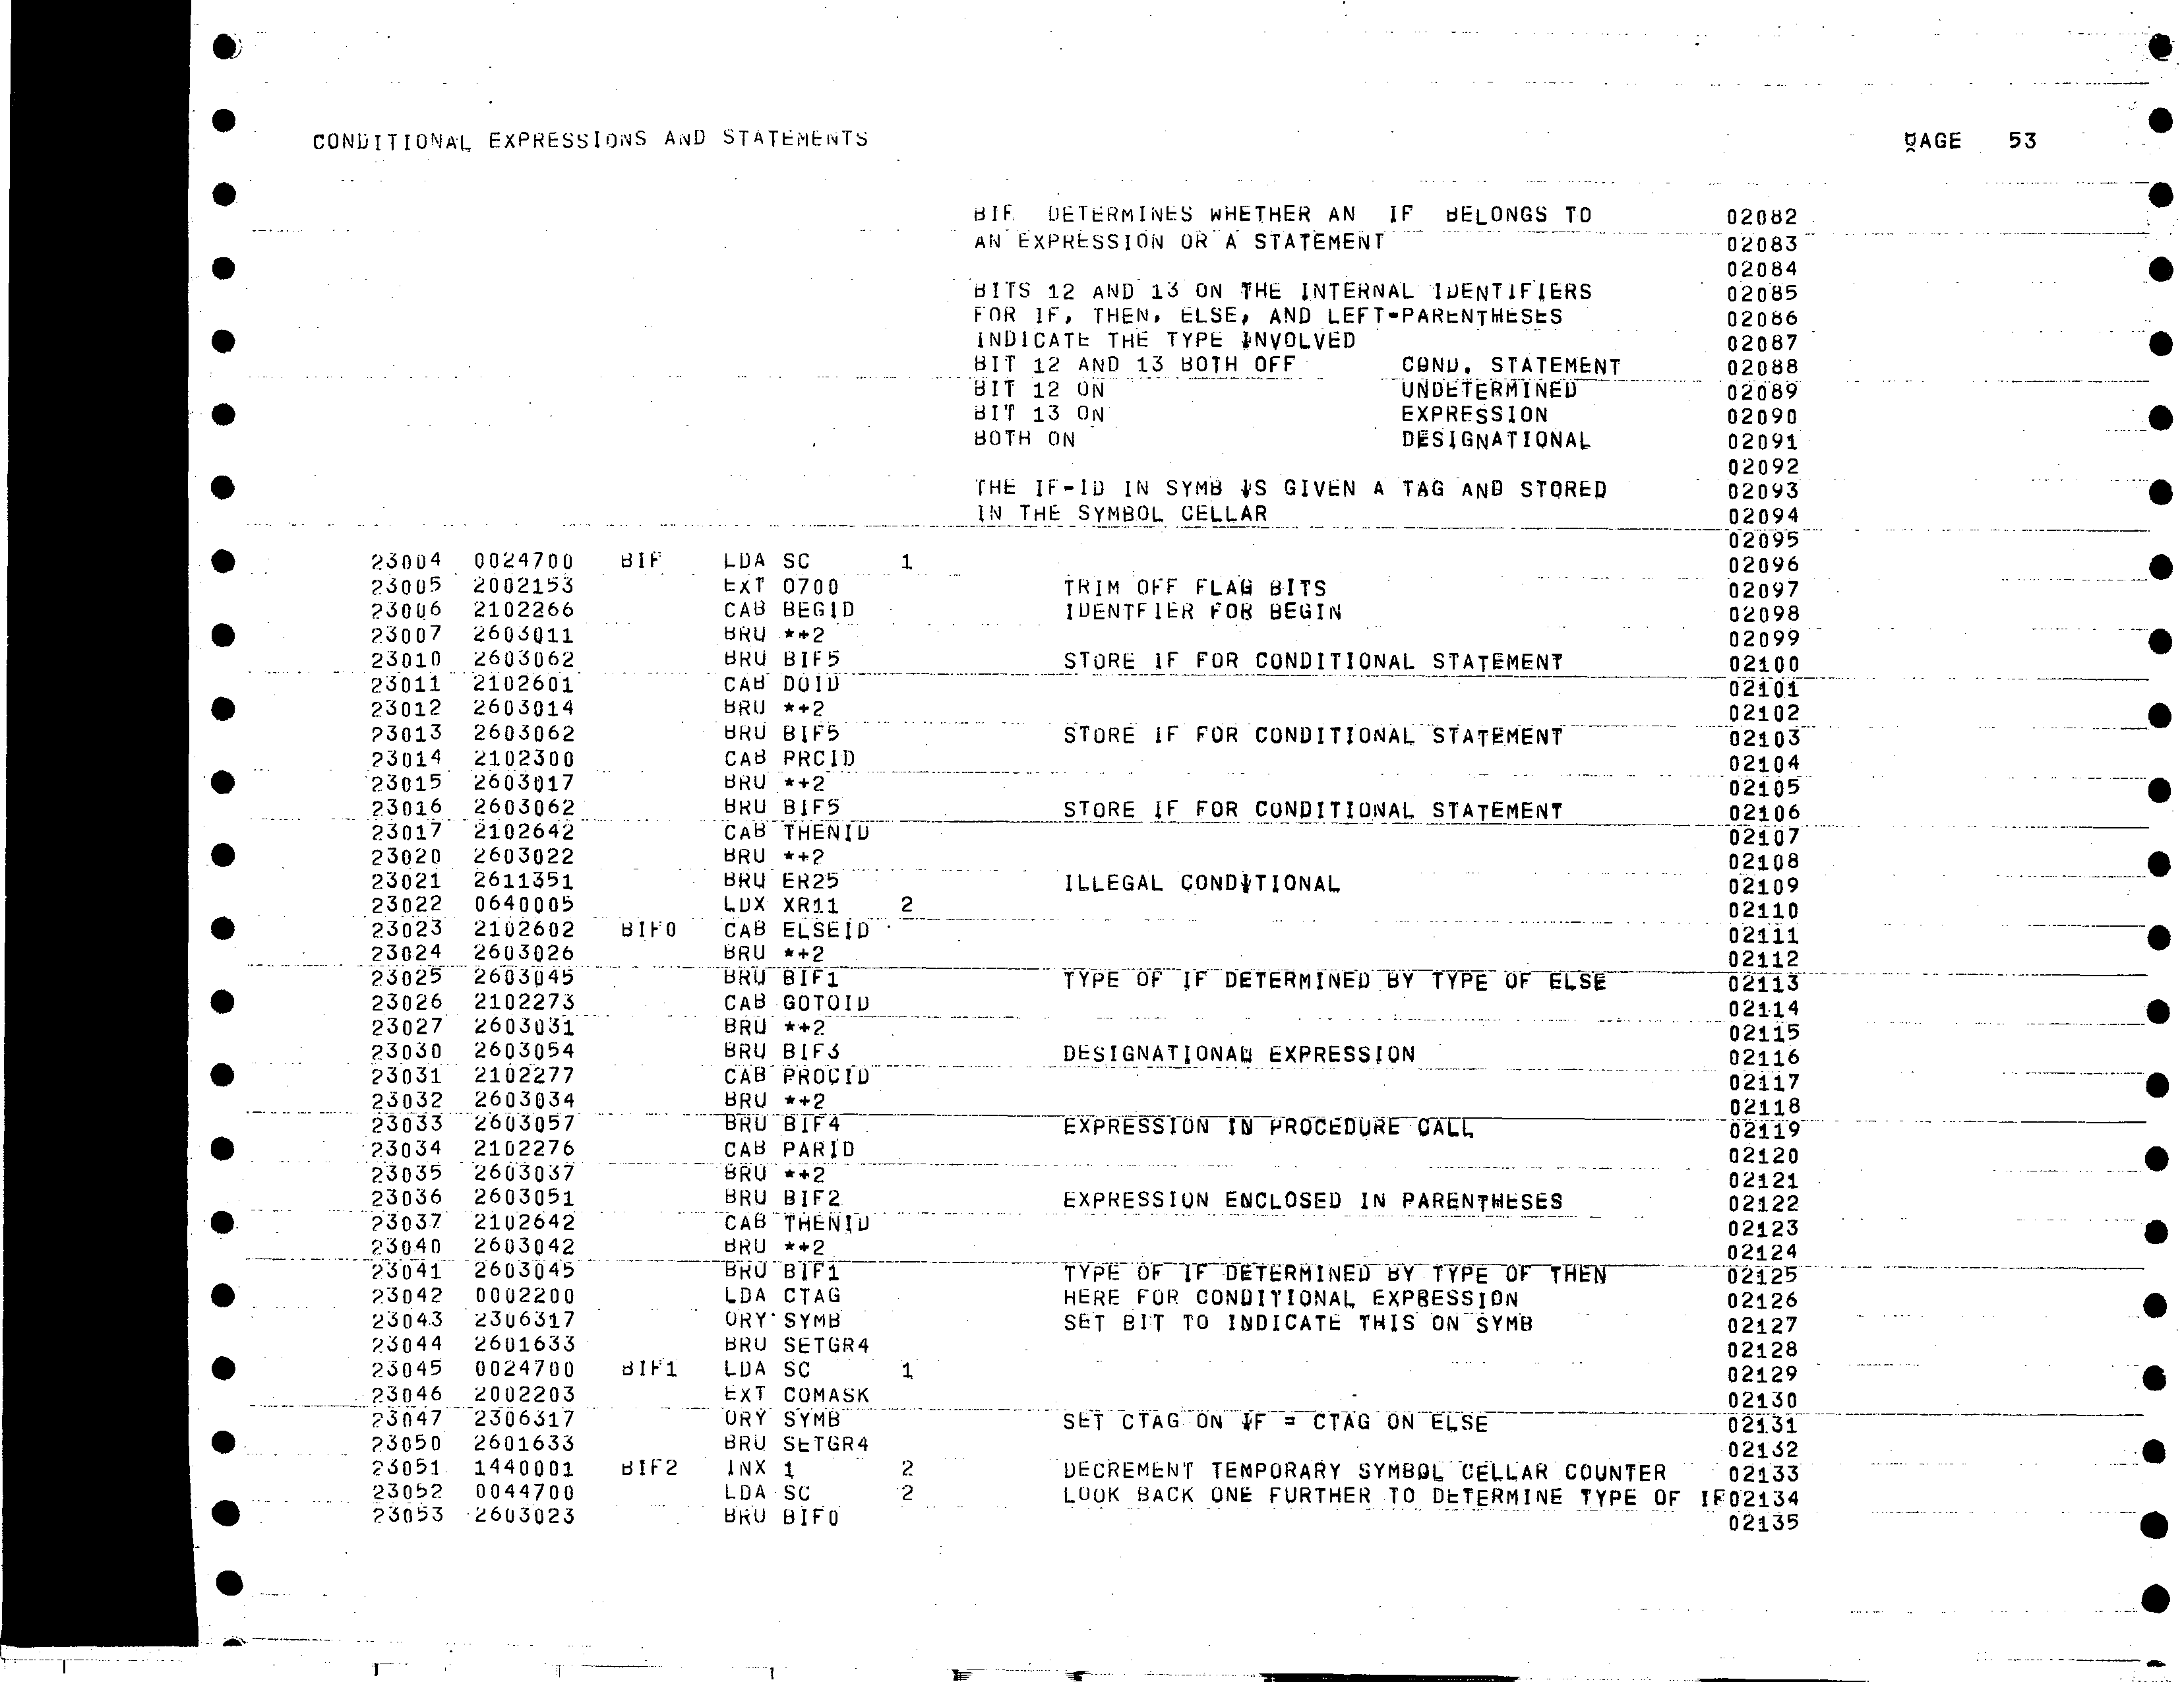 CONDITIONAL EXPRESSIONS AND STATEMENTS PAGE 53
BIF DETERMINES WHETHER AN IF BELONGS TO 02082
AN EXPRESSION OR A STATEMENT 02083
02084
BITS 12 AND 13 ON THE INTERNAL IDENTIFIERS 02085
FOR IF, THEN, ELSE, AND LEFT-PARENTHESES 02086
INDICATE THE TYPE INVOLVED 02087
BIT 12 AND 13 BOTH OFF COND. STATEMENT 02088
BIT 12 ON UNDETERMINED 02089
BIT 13 ON EXPRESSION 02090
BOTH ON DESIGNATIONAL 02091
02092
THE IF-ID IN SYMB IS GIVEN A TAG AND STORED 02093
IN THE SYMBOL CELLAR 02094
02095
23004 0024700 BIF LDA SC 1 02096
23005 2002153 EXT 0700 TRIM OFF FLAG BITS 02097
23006 2102266 CAB BEGID IDENTFIER FOR BEGIN 02098
23007 2603011 BRU *+2 02099
23010 2603062 BRU BIF5 STORE IF FOR CONDITIONAL STATEMENT 02100
23011 2102601 CAB DOID 02101
23012 2603014 BRU *+2 02102
23013 2603062 BRU BIF5 STORE IF FOR CONDITIONAL STATEMENT 02103
23014 2102300 CAB PRCID 02104
23015 2603017 BRU *+2 02105
23016 2603062 BRU BIF5 STORE IF FOR CONDITIONAL STATEMENT 02106
23017 2102642 CAB THENID 02107
23020 2603022 BRU *+2 02108
23021 2611351 BRU ER25 ILLEGAL CONDITIONAL 02109
23022 0640005 LDX XR11 2 02110
23023 2102602 BIF0 CAB ELSEID 02111
23024 2603026 BRU *+2 02112
23025 2603045 BRU BIF1 TYPE OF IF DETERMINED BY TYPE OF ELSE 02113
23026 2102273 CAB GOTOID 02114
23027 2603031 BRU *+2 02115
23030 2603054 BRU BIF3 DESIGNATIONAL EXPRESSION 02116
23031 2102277 CAB PROCID 02117
23032 2603034 BRU *+2 02118
23033 2603057 BRU BIF4 EXPRESSION IN PROCEDURE CALL 02119
23034 2102276 CAB PARID 02120
23035 2603037 BRU *+2 02121
23036 2603051 BRU BIF2 EXPRESSION ENCLOSED IN PARENTHESES 02122
23037 2102642 CAB THENID 02123
23040 2603042 BRU *+2 02124
23041 2603045 BRU BIF1 TYPE OF IF DETERMINED BY TYPE OF THEN 02125
23042 0002200 LDA CTAG HERE FOR CONDITIONAL EXPRESSION 02126
23043 2306317 ORY SYMB SET BIT TO INDICATE THIS ON SYMB 02127
23044 2601633 BRU SETGR4 02128
23045 0024700 BIF1 LDA SC 1 02129
23046 2002203 EXT COMASK 02130
23047 2306317 ORY SYMB SET CTAG ON IF = CTAG ON ELSE 02131
23050 2601633 BRU SETGR4 02132
23051 1440001 BIF2 INX 1 2 DECREMENT TEMPORARY SYMBOL CELLAR COUNTER 02133
23052 0044700 LDA SC 2 LOOK BACK ONE FURTHER TO DETERMINE TYPE OF IF02134
23053 2603023 BRU BIF0 02135